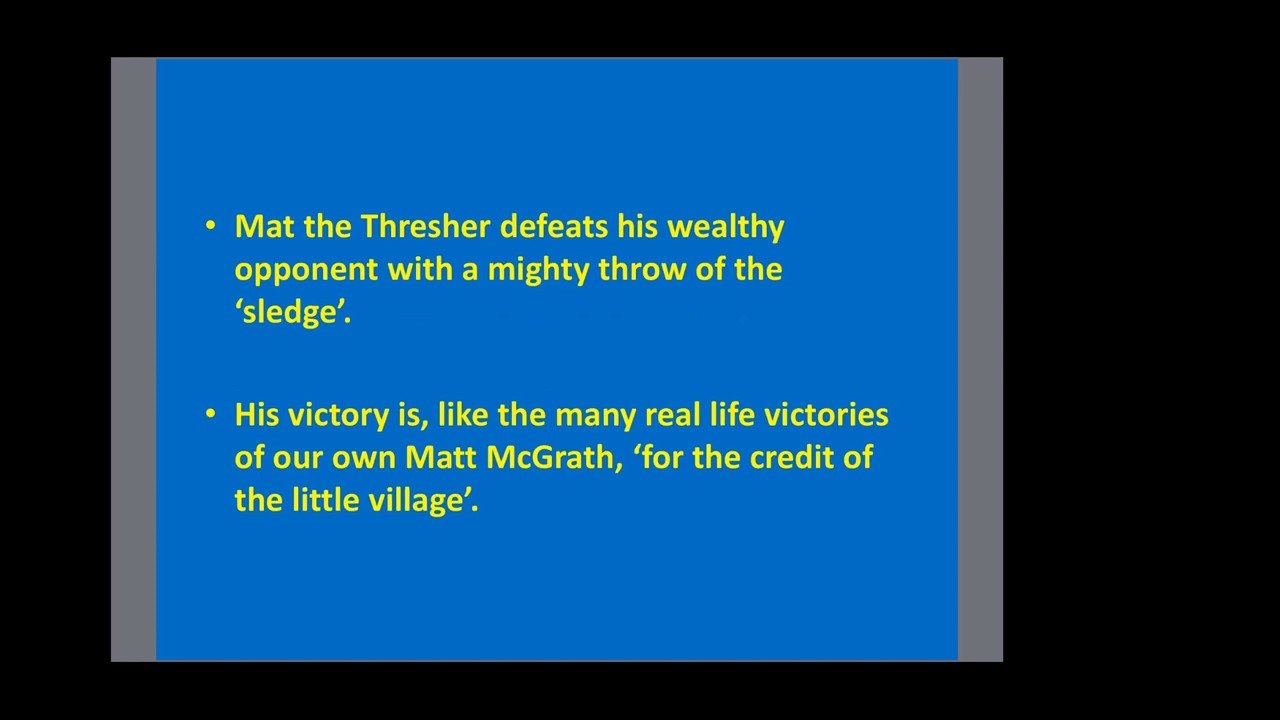 • Mat the Thresher defeats his wealthy
opponent with a mighty throw of the
‘sledge’.
• His victory is, like the many real life victories
of our own Matt McGrath, ‘for the credit of
the little village’.